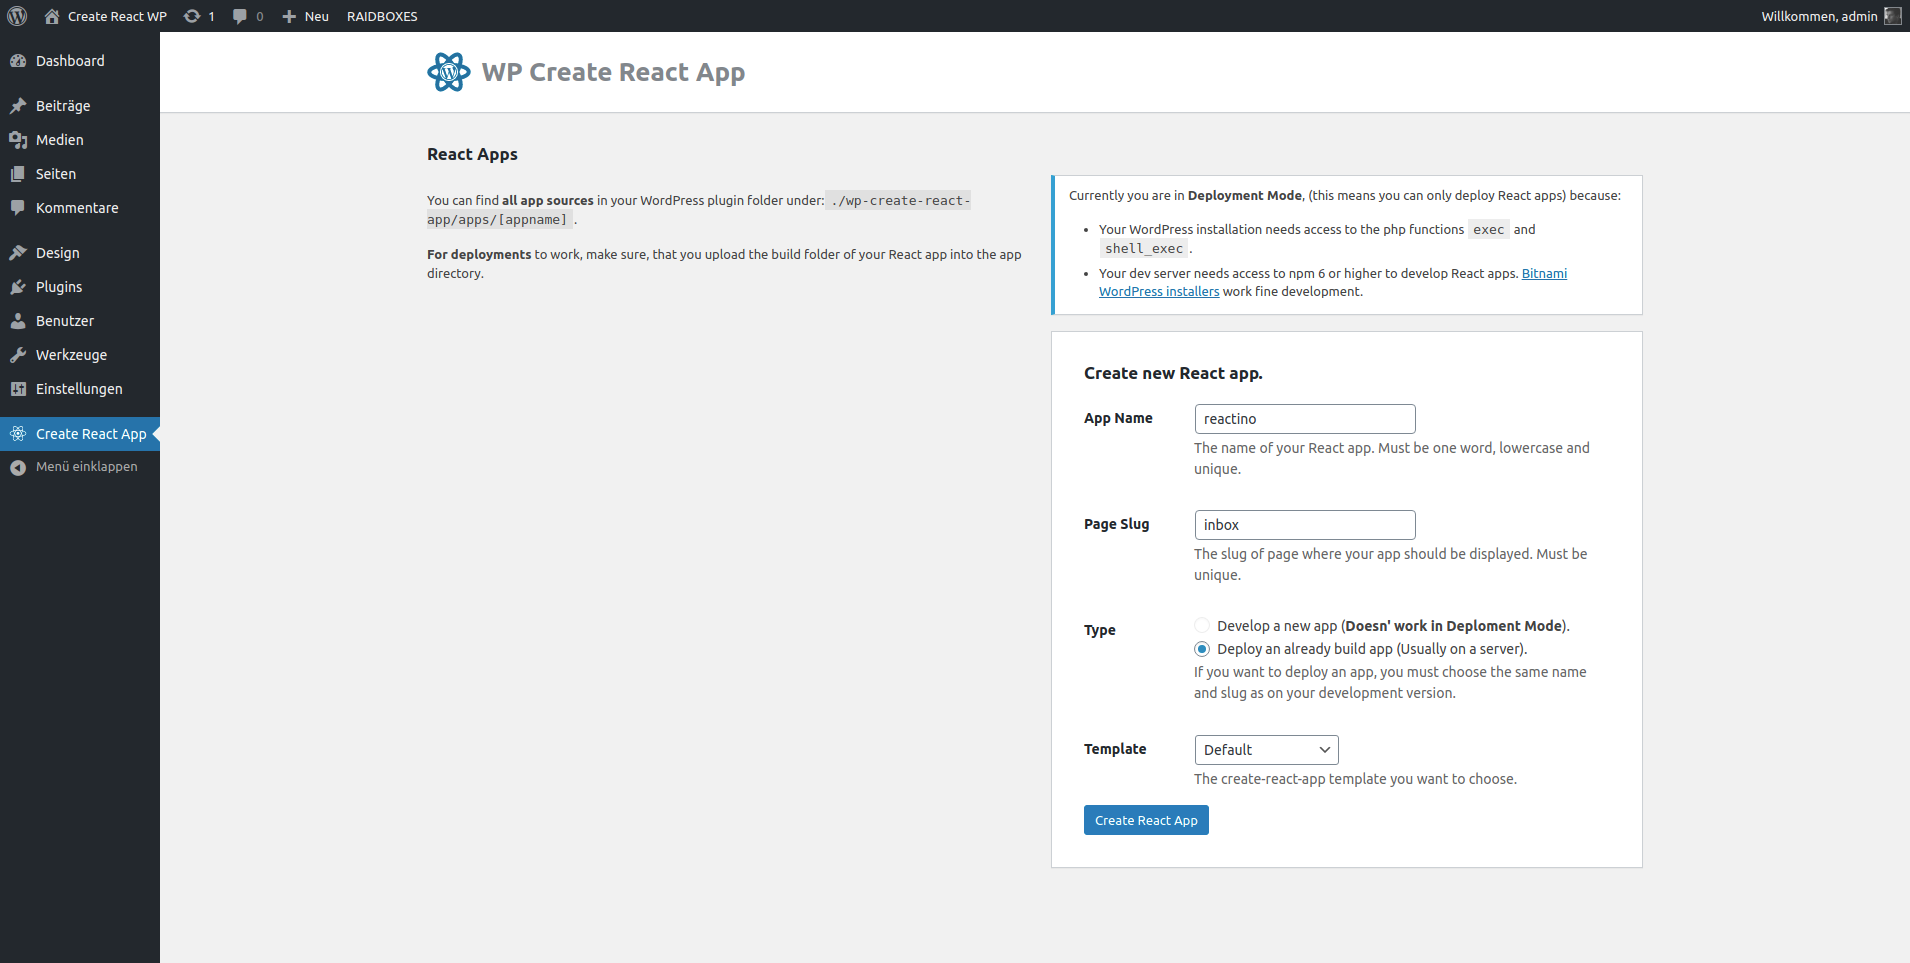 Create React WP 1 0 Neu RAIDBOXES Willkommen, admin
Dashboard
Beiträge
Medien
Seiten
Kommentare
Design
Plugins
Benutzer
Werkzeuge
Einstellungen
Create React App
Menü einklappen
WP Create React App
React Apps
You can find all app sources in your WordPress plugin folder under: ./wp-create-react-
app/apps/[appname] .
For deployments to work, make sure, that you upload the build folder of your React app into the app
directory.
Currently you are in Deployment Mode, (this means you can only deploy React apps) because:
• Your WordPress installation needs access to the php functions exec and
shell_exec .
• Your dev server needs access to npm 6 or higher to develop React apps. Bitnami
WordPress installers work fine development.
Create new React app.
App Name reactino
The name of your React app. Must be one word, lowercase and
unique.
Page Slug inbox
The slug of page where your app should be displayed. Must be
unique.
Type Develop a new app (Doesn' work in Deploment Mode).
Deploy an already build app (Usually on a server).
If you want to deploy an app, you must choose the same name
and slug as on your development version.
Template Default
The create-react-app template you want to choose.
Create React App